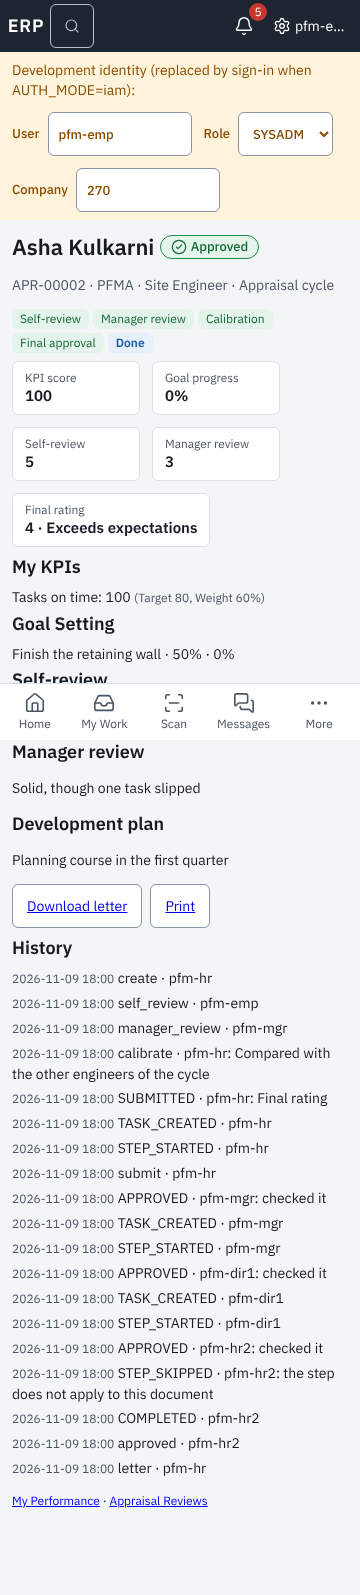 ERP
5
pfm-e...
Development identity (replaced by sign-in when
AUTH_MODE=iam):
User pfm-emp Role SYSADM
Company 270
Asha Kulkarni Approved
APR-00002 · PFMA · Site Engineer · Appraisal cycle
Self-review Manager review Calibration
Final approval Done
KPI score Goal progress
100 0%
Self-review Manager review
5 3
Final rating
4 · Exceeds expectations
My KPIs
Tasks on time: 100 (Target 80, Weight 60%)
Goal Setting
Finish the retaining wall · 50% · 0%
Self-review
Home My Work Scan Messages More
Manager review
Solid, though one task slipped
Development plan
Planning course in the first quarter
Download letter Print
History
2026-11-09 18:00 create · pfm-hr
2026-11-09 18:00 self_review · pfm-emp
2026-11-09 18:00 manager_review · pfm-mgr
2026-11-09 18:00 calibrate · pfm-hr: Compared with
the other engineers of the cycle
2026-11-09 18:00 SUBMITTED · pfm-hr: Final rating
2026-11-09 18:00 TASK_CREATED · pfm-hr
2026-11-09 18:00 STEP_STARTED · pfm-hr
2026-11-09 18:00 submit · pfm-hr
2026-11-09 18:00 APPROVED · pfm-mgr: checked it
2026-11-09 18:00 TASK_CREATED · pfm-mgr
2026-11-09 18:00 STEP_STARTED · pfm-mgr
2026-11-09 18:00 APPROVED · pfm-dir1: checked it
2026-11-09 18:00 TASK_CREATED · pfm-dir1
2026-11-09 18:00 STEP_STARTED · pfm-dir1
2026-11-09 18:00 APPROVED · pfm-hr2: checked it
2026-11-09 18:00 STEP_SKIPPED · pfm-hr2: the step
does not apply to this document
2026-11-09 18:00 COMPLETED · pfm-hr2
2026-11-09 18:00 approved · pfm-hr2
2026-11-09 18:00 letter · pfm-hr
My Performance · Appraisal Reviews